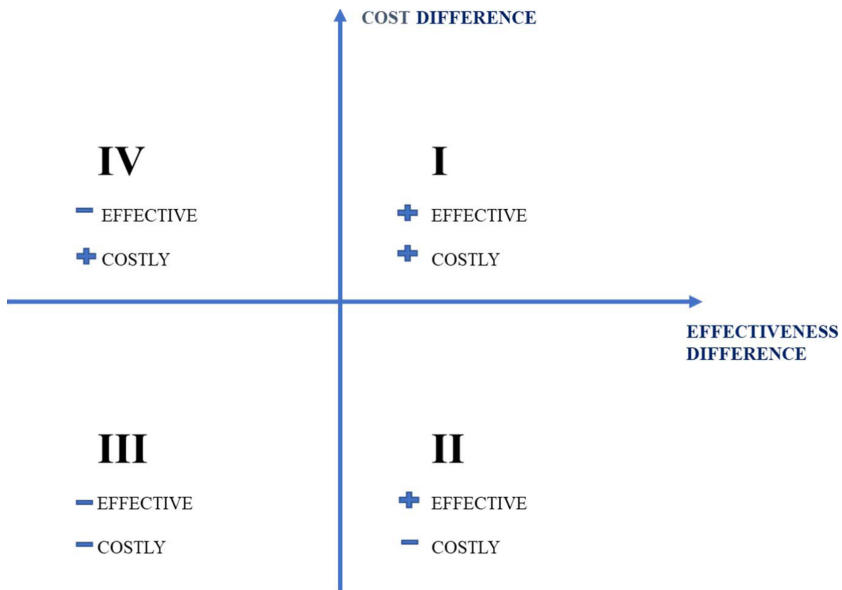 COST DIFFERENCE
IV
− EFFECTIVE
+ COSTLY
I
+ EFFECTIVE
+ COSTLY
EFFECTIVENESS
DIFFERENCE
III
− EFFECTIVE
− COSTLY
II
+ EFFECTIVE
− COSTLY